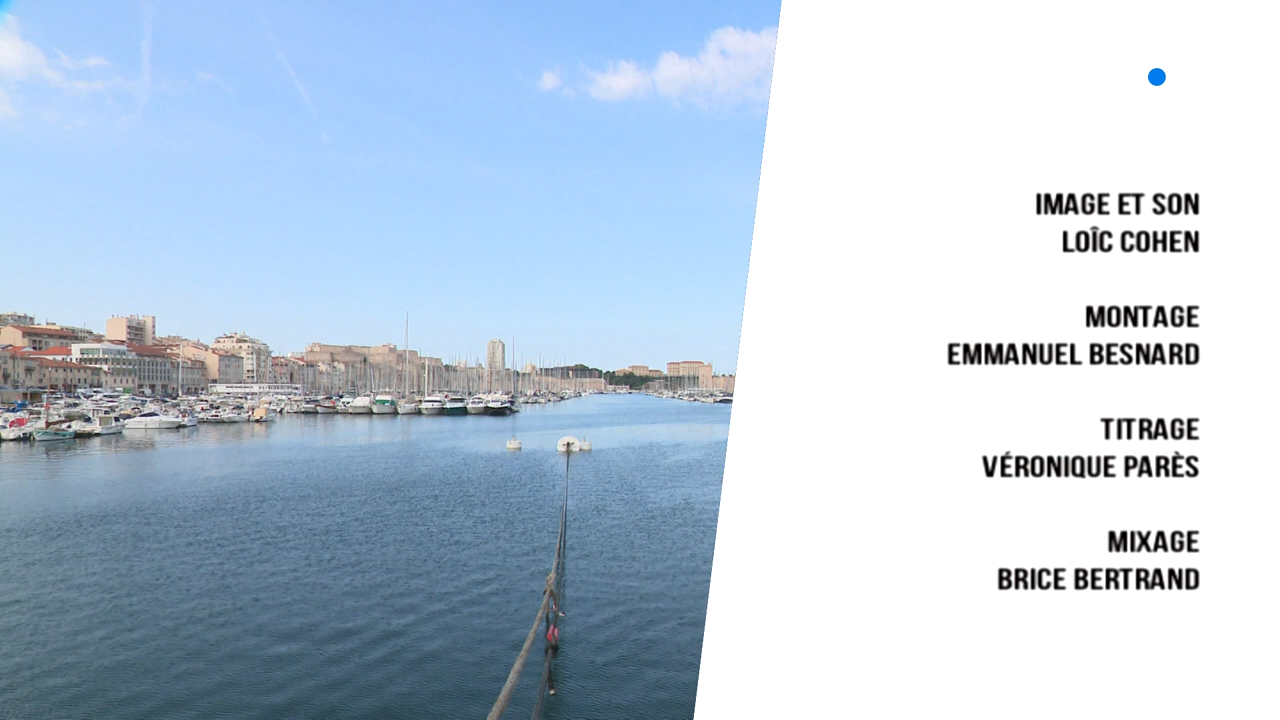 IMAGE ET SON
LOÏC COHEN
MONTAGE
EMMANUEL BESNARD
TITRAGE
VÉRONIQUE PARÈS
MIXAGE
BRICE BERTRAND